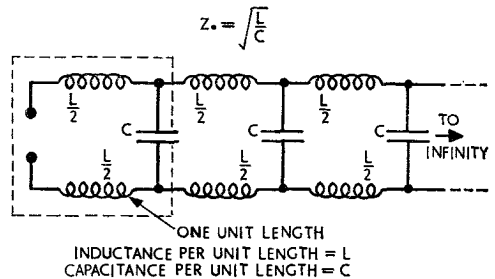 Z₀ = √L/C
L/2 L/2 L/2
C C C
TO
INFINITY
L/2 L/2 L/2
ONE UNIT LENGTH
INDUCTANCE PER UNIT LENGTH = L
CAPACITANCE PER UNIT LENGTH = C